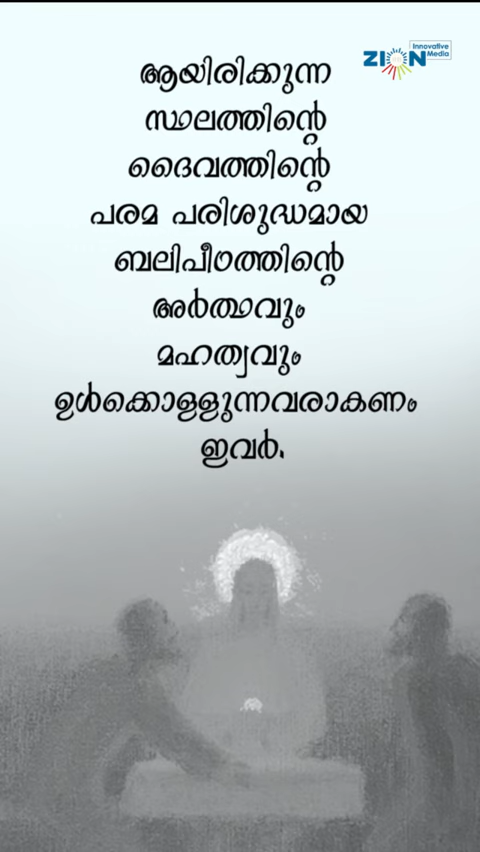 ZION Innovative Media
ആയിരിക്കുന്ന
സ്ഥലത്തിന്റെ
ദൈവത്തിന്റെ
പരമ പരിശുദ്ധമായ
ബലിപീഠത്തിന്റെ
അർത്ഥവും
മഹത്വവും
ഉൾക്കൊള്ളുന്നവരാകണം
ഇവർ.